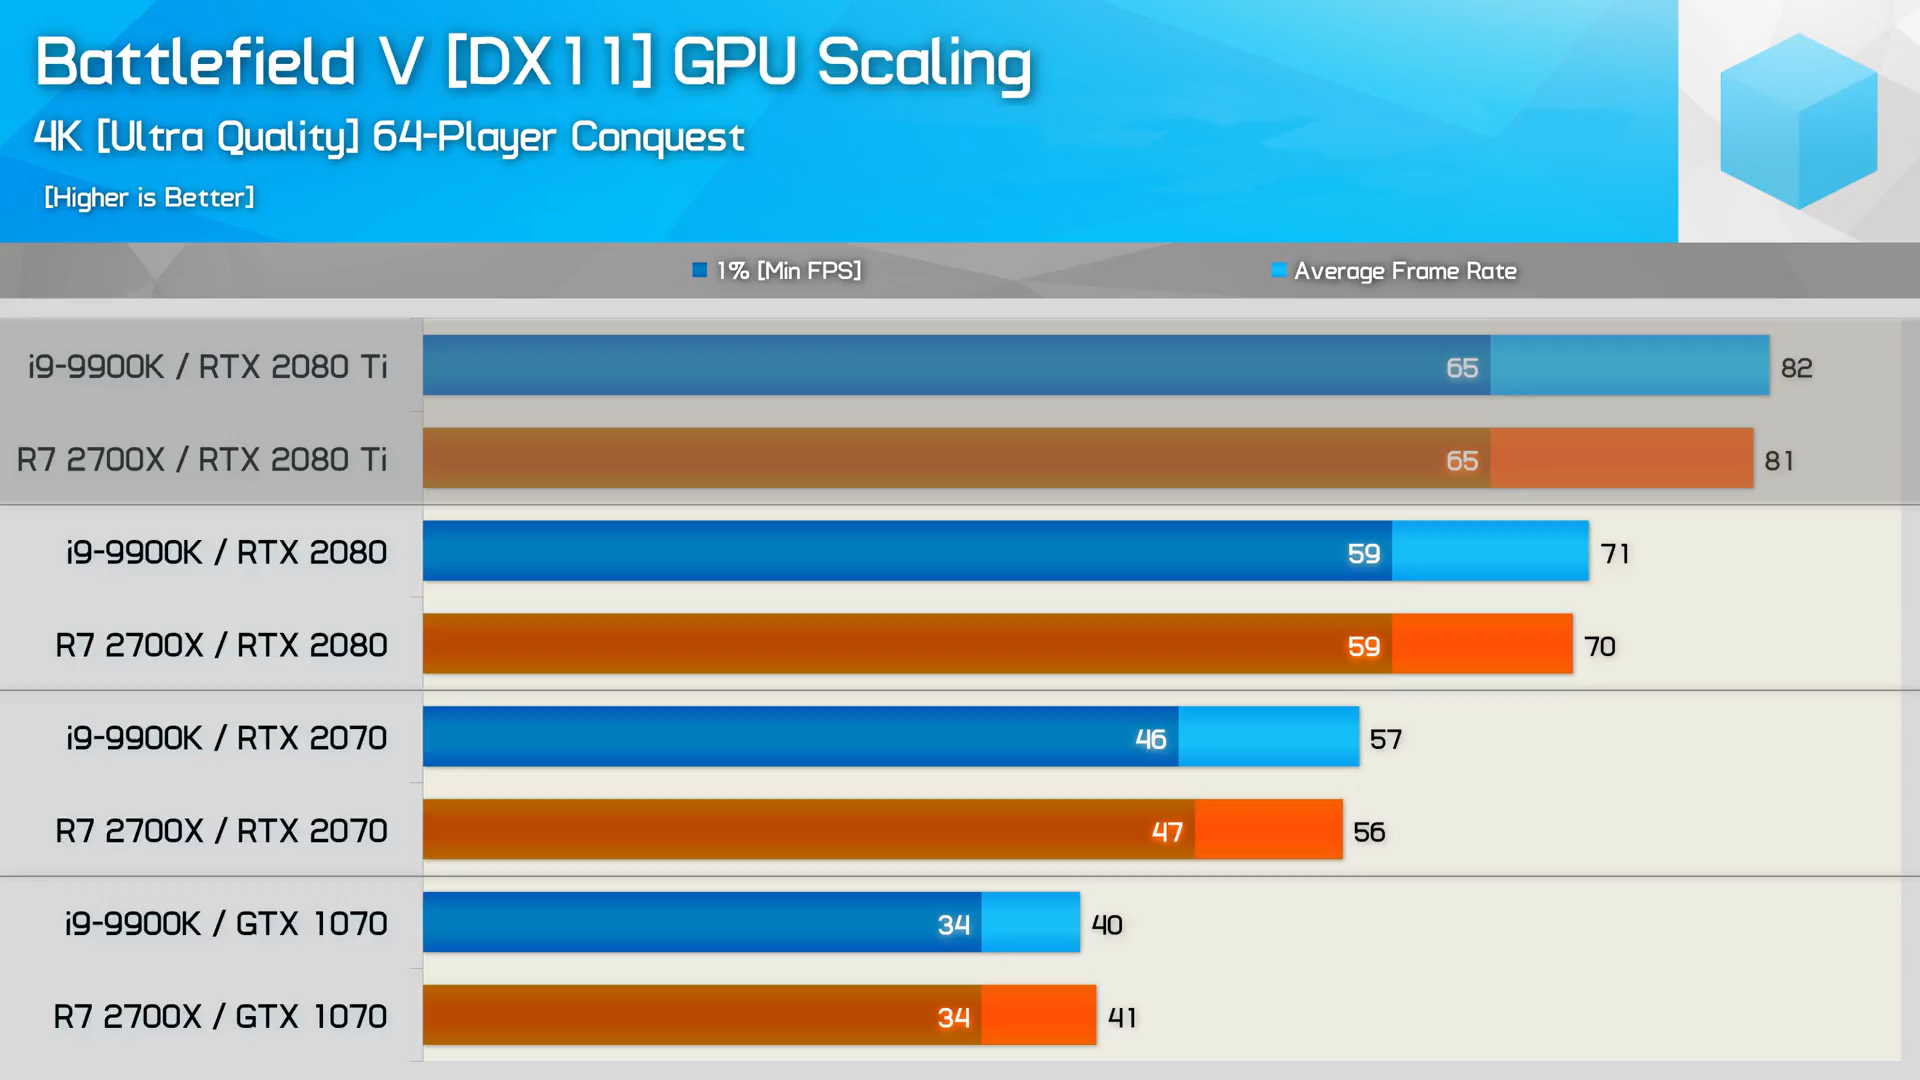 Battlefield V [DX11] GPU Scaling
4K [Ultra Quality] 64-Player Conquest
[Higher is Better]
1% [Min FPS] Average Frame Rate
i9-9900K / RTX 2080 Ti 65 82
R7 2700X / RTX 2080 Ti 65 81
i9-9900K / RTX 2080 59 71
R7 2700X / RTX 2080 59 70
i9-9900K / RTX 2070 46 57
R7 2700X / RTX 2070 47 56
i9-9900K / GTX 1070 34 40
R7 2700X / GTX 1070 34 41